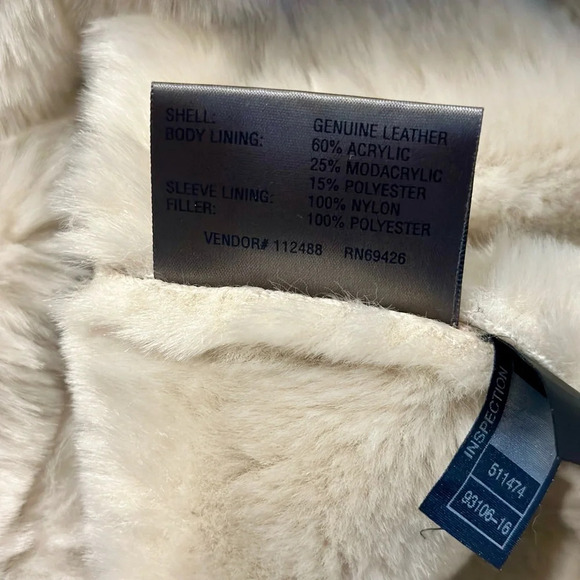 SHELL: GENUINE LEATHER
BODY LINING: 60% ACRYLIC
25% MODACRYLIC
15% POLYESTER
SLEEVE LINING: 100% NYLON
FILLER: 100% POLYESTER
VENDOR# 112488 RN69426
INSPECTION
511474
93106-16